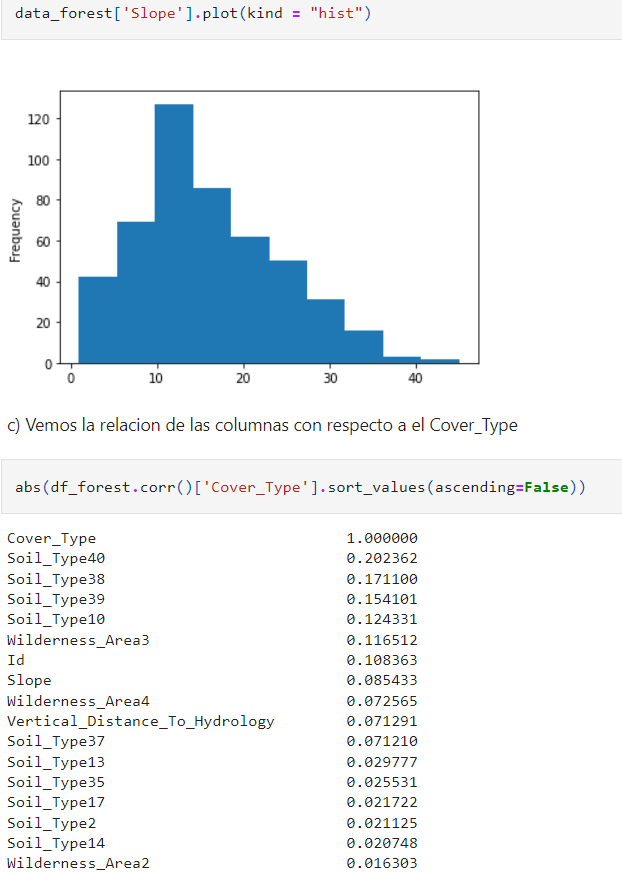 data_forest['Slope'].plot(kind = "hist")
120
100
80
60
40
20
0
Frequency
0 10 20 30 40
c) Vemos la relacion de las columnas con respecto a el Cover_Type
abs(df_forest.corr()['Cover_Type'].sort_values(ascending=False))
Cover_Type 1.000000
Soil_Type40 0.202362
Soil_Type38 0.171100
Soil_Type39 0.154101
Soil_Type10 0.124331
Wilderness_Area3 0.116512
Id 0.108363
Slope 0.085433
Wilderness_Area4 0.072565
Vertical_Distance_To_Hydrology 0.071291
Soil_Type37 0.071210
Soil_Type13 0.029777
Soil_Type35 0.025531
Soil_Type17 0.021722
Soil_Type2 0.021125
Soil_Type14 0.020748
Wilderness_Area2 0.016303